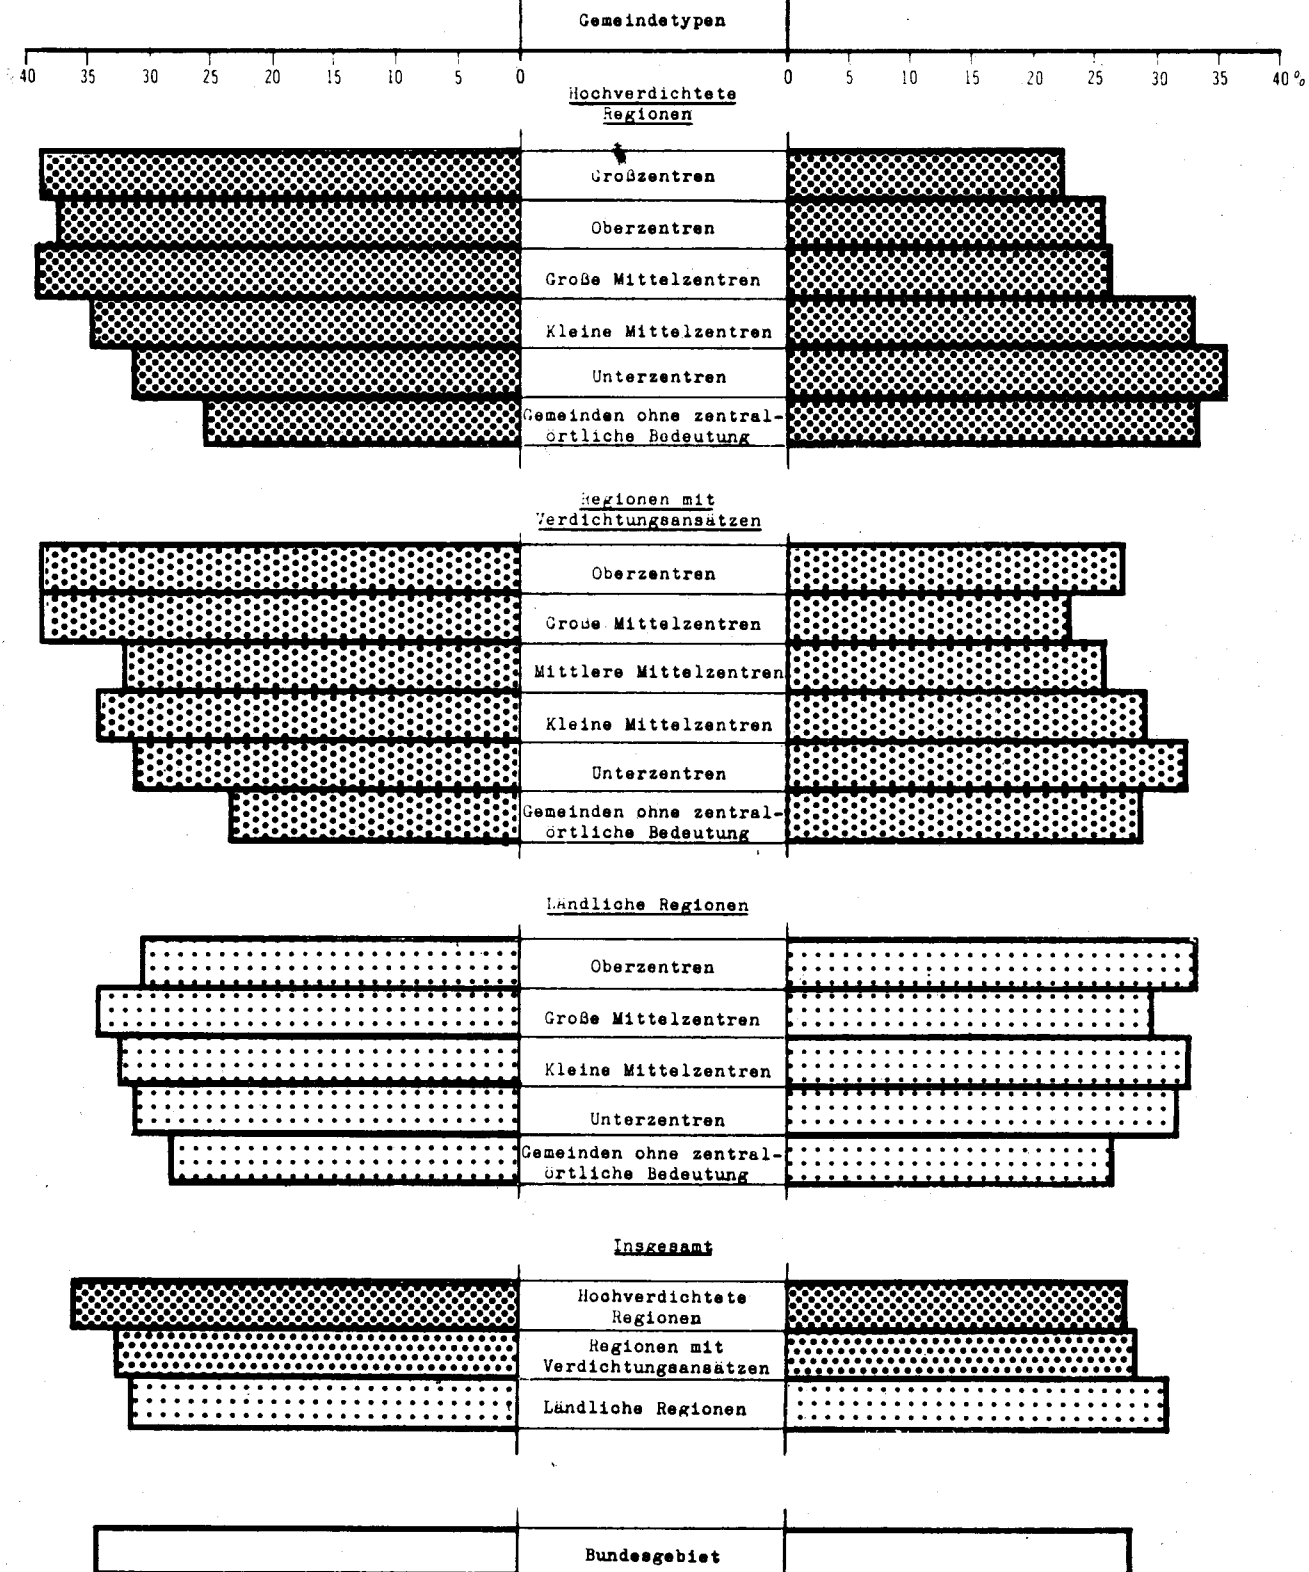 Gemeindetypen
40 35 30 25 20 15 10 5 0 0 5 10 15 20 25 30 35 40 %
Hochverdichtete
Regionen
Großzentren
Oberzentren
Große Mittelzentren
Kleine Mittelzentren
Unterzentren
Gemeinden ohne zentral-
örtliche Bedeutung
Regionen mit
Verdichtungsansätzen
Oberzentren
Große Mittelzentren
Mittlere Mittelzentren
Kleine Mittelzentren
Unterzentren
Gemeinden ohne zentral-
örtliche Bedeutung
Ländliche Regionen
Oberzentren
Große Mittelzentren
Kleine Mittelzentren
Unterzentren
Gemeinden ohne zentral-
örtliche Bedeutung
Insgesamt
Hochverdichtete
Regionen
Regionen mit
Verdichtungsansätzen
Ländliche Regionen
Bundesgebiet